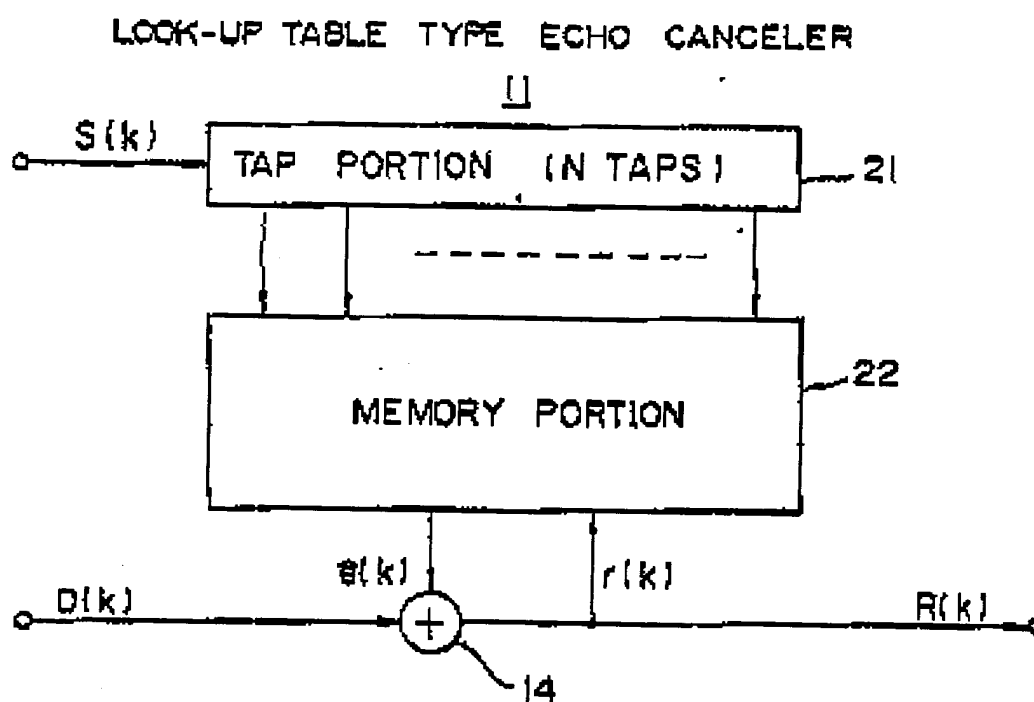 LOOK-UP TABLE TYPE ECHO CANCELER
11
S(k)
TAP PORTION (N TAPS)
21
22
MEMORY PORTION
r(k)
D(k)
R(k)
14